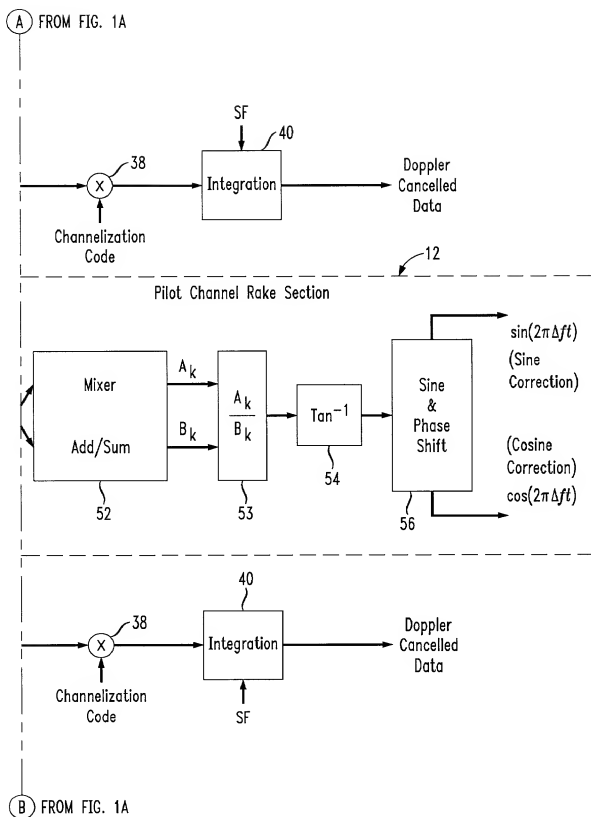 A FROM FIG. 1A
SF
40
38
X
Integration
Doppler
Cancelled
Data
Channelization
Code
12
Pilot Channel Rake Section
sin(2πΔft)
(Sine
Correction)
Mixer
Add/Sum
52
A_k
B_k
A_k
B_k
53
Tan⁻¹
54
Sine
&
Phase
Shift
56
(Cosine
Correction)
cos(2πΔft)
40
38
X
Integration
Doppler
Cancelled
Data
Channelization
Code
SF
B FROM FIG. 1A